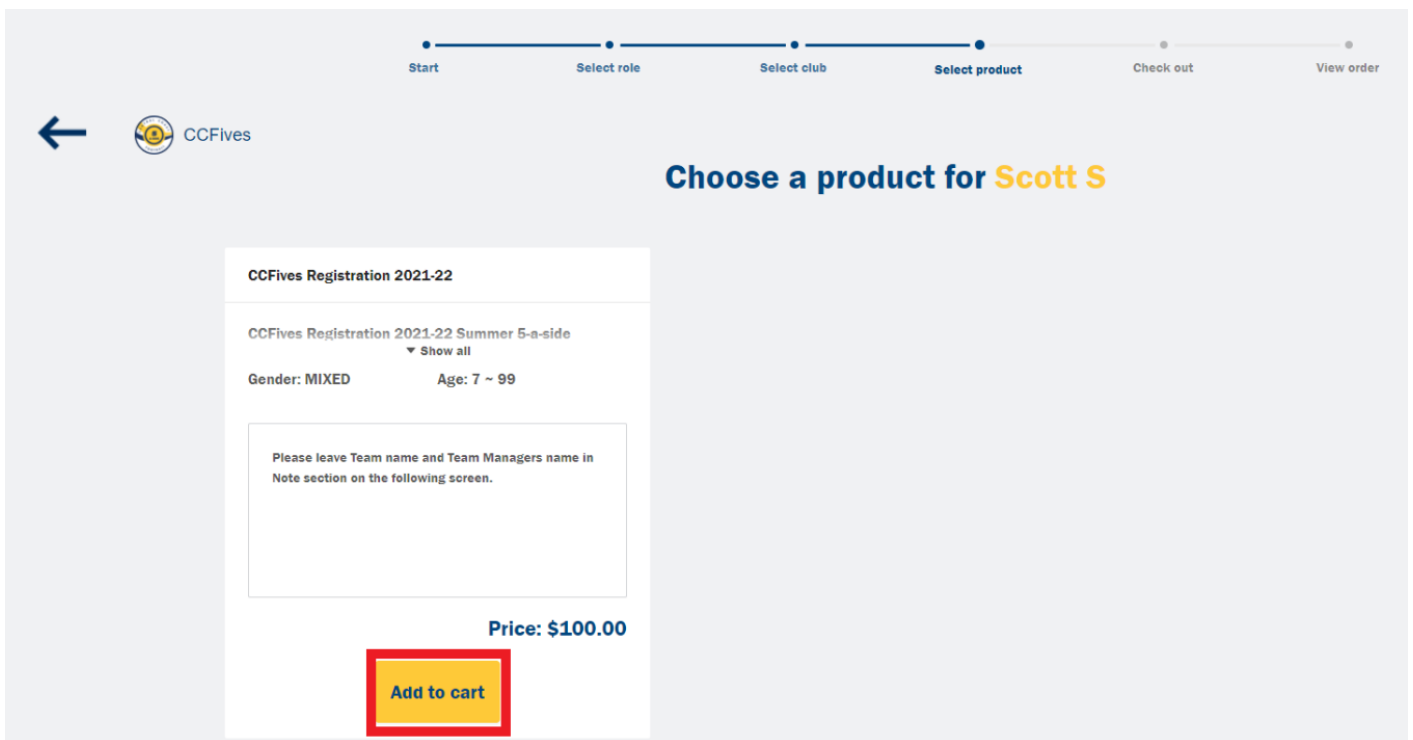 Start
Select role
Select club
Select product
Check out
View order
CCFives
Choose a product for Scott S
CCFives Registration 2021-22
CCFives Registration 2021-22 Summer 5-a-side
Show all
Gender: MIXED
Age: 7 ~ 99
Please leave Team name and Team Managers name in
Note section on the following screen.
Price: $100.00
Add to cart